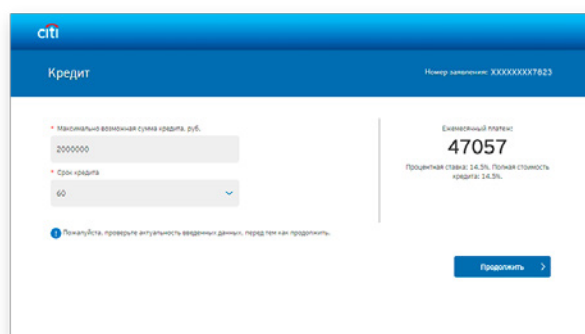 citi
Кредит
Номер заявления: XXXXXXXX7623
* Максимально возможная сумма кредита, руб.
2000000
* Срок кредита
60
Ежемесячный платеж:
47057
Процентная ставка: 14.5%. Полная стоимость
кредита: 14.5%.
Пожалуйста, проверьте актуальность введенных данных, перед тем как продолжить.
Продолжить